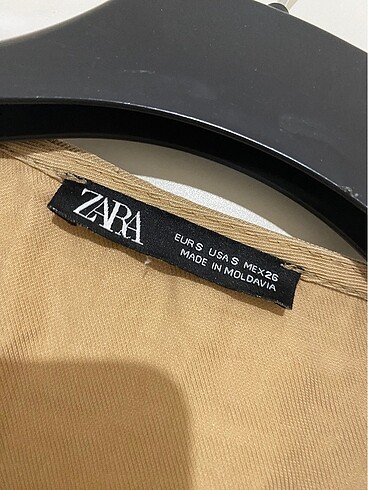 ZARA
EUR S USA S MEX 26
MADE IN MOLDAVIA